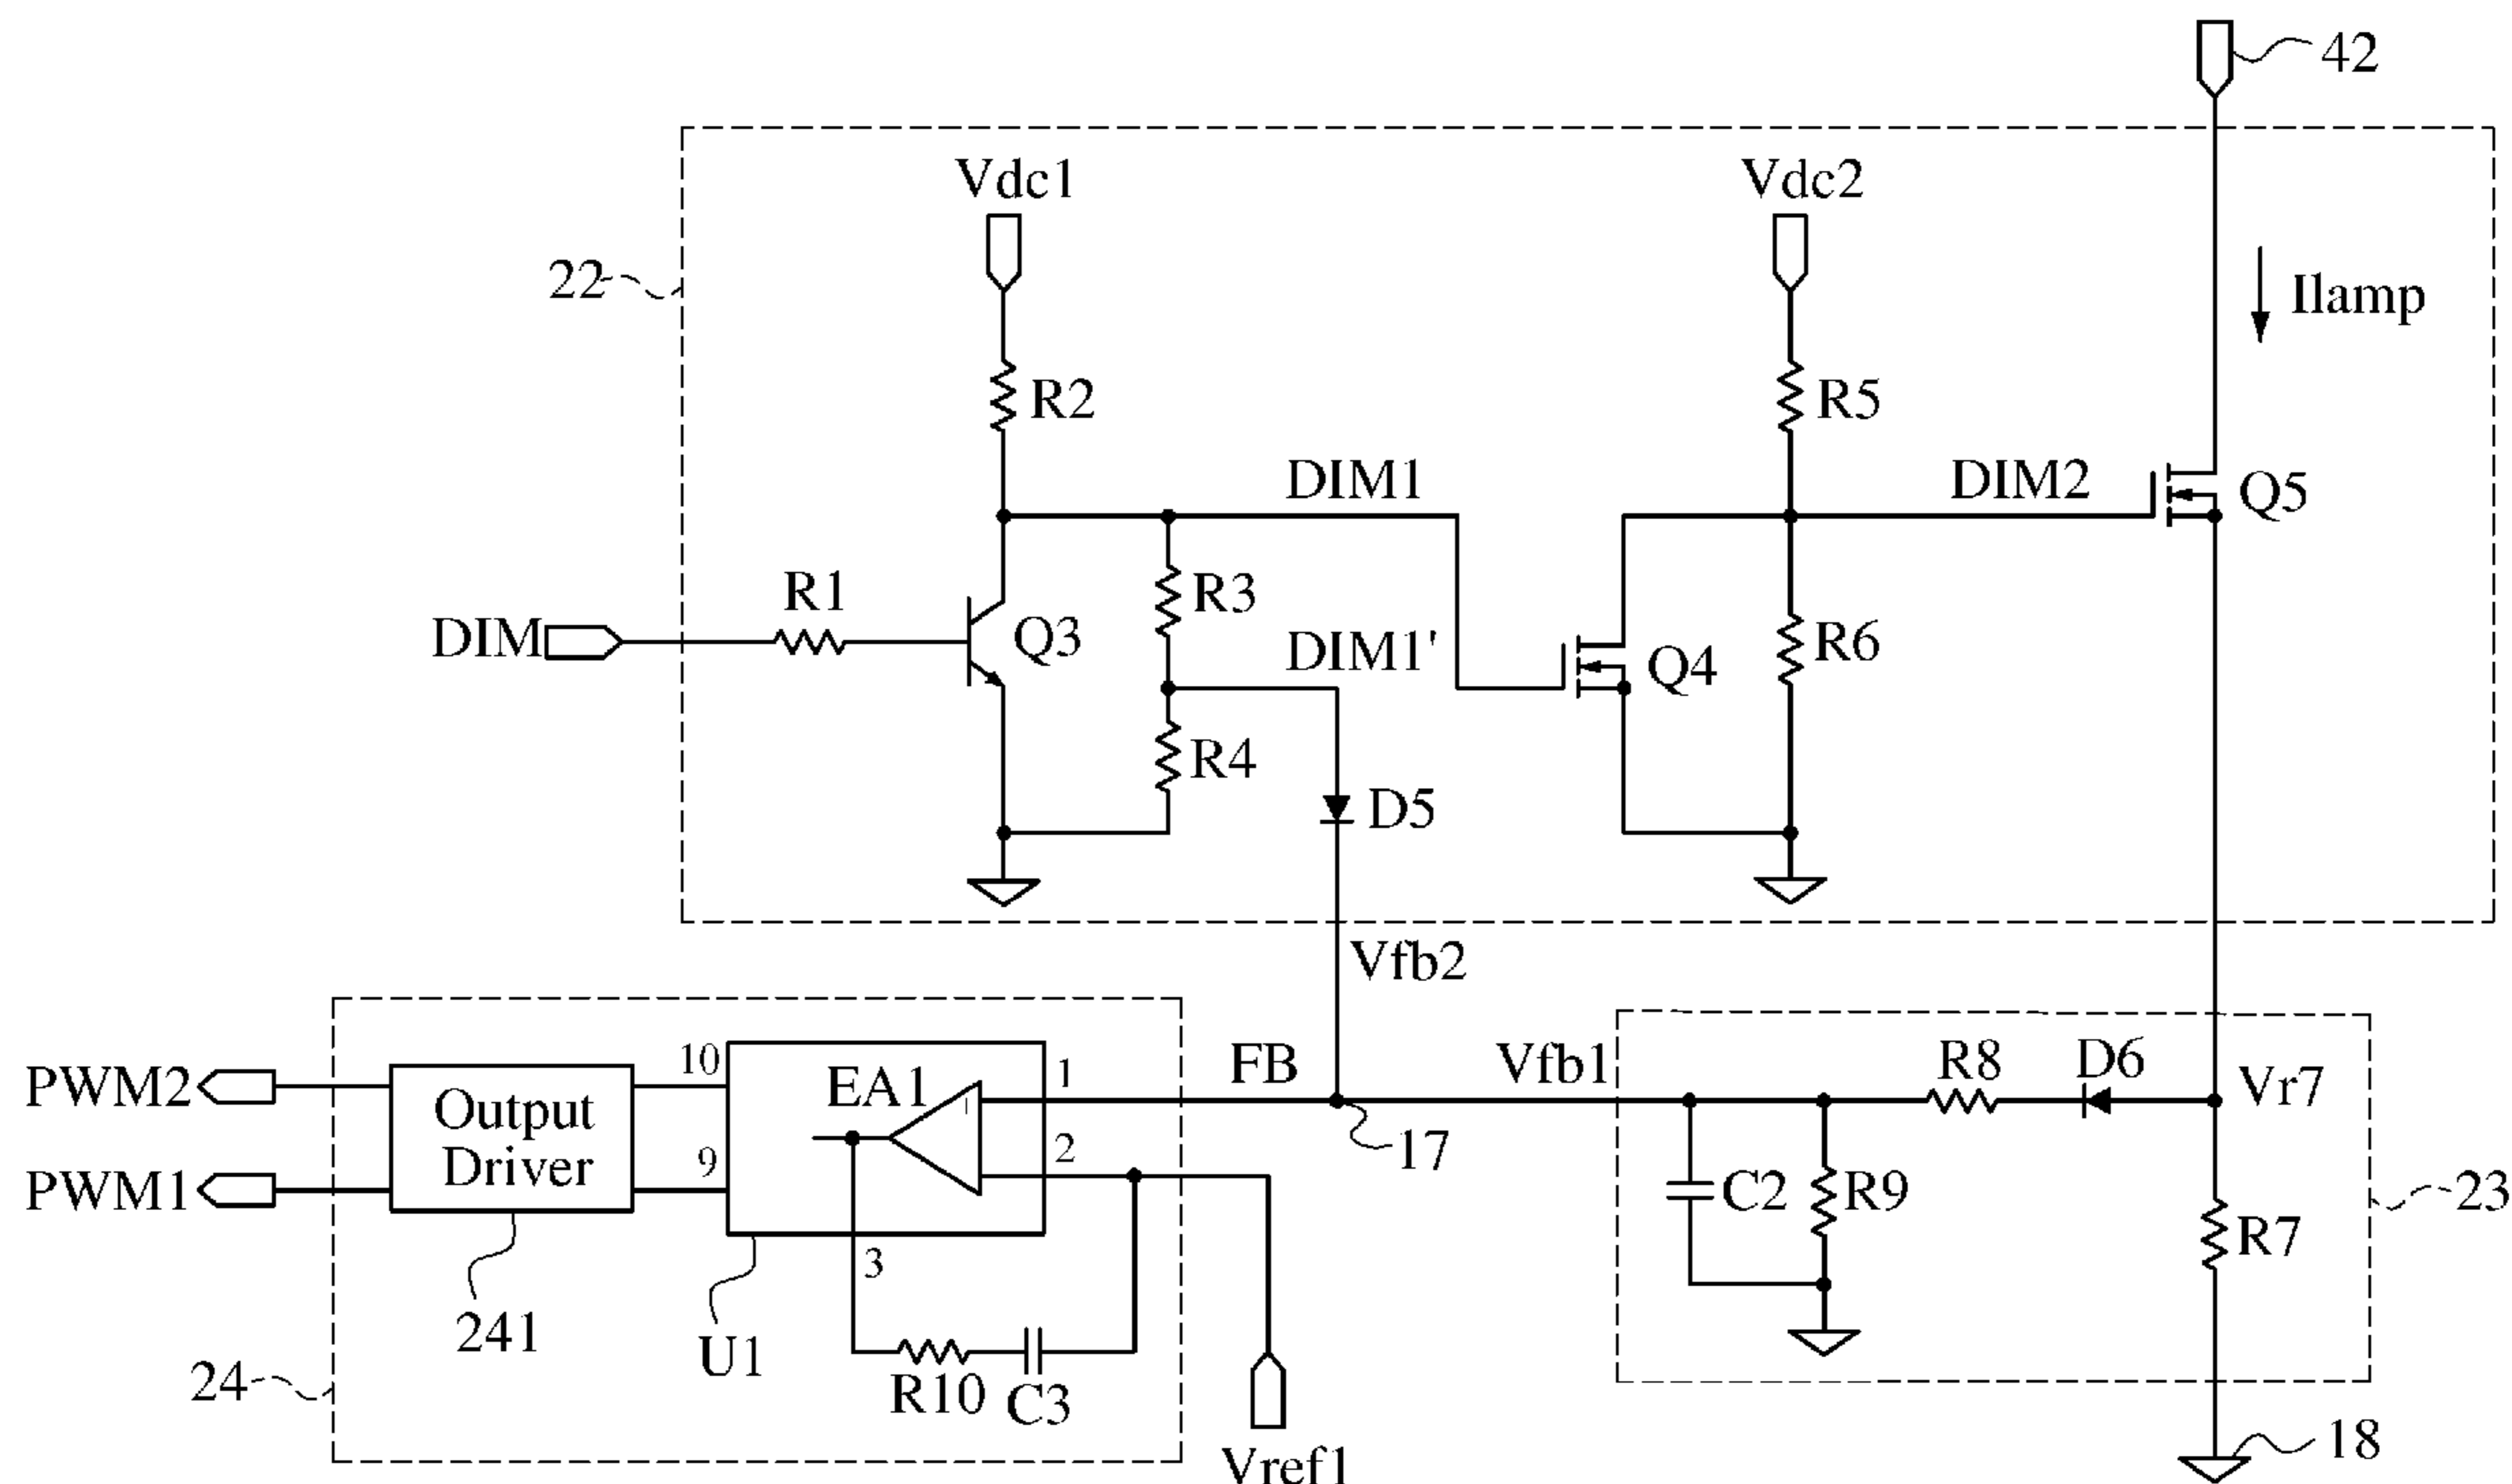 42
Vdc1
Vdc2
22
Ilamp
R2
R5
DIM1
DIM2
Q5
R1
R3
DIM
Q3
DIM1'
Q4
R6
R4
D5
Vfb2
PWM2
Output
Driver
10
EA1
1
FB
Vfb1
R8
D6
Vr7
PWM1
9
2
17
C2
R9
23
3
R7
241
U1
24
R10
C3
18
Vref1